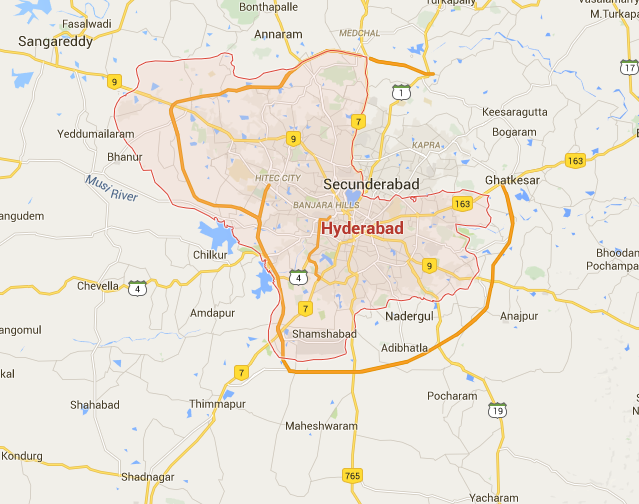 Bonthapalle
Turkapally
M.Turkapa
Fasalwadi
Sangareddy
Annaram
MEDCHAL
17
9
1
7
Keesaragutta
Yeddumailaram
9
Bogaram
KAPRA
Bhanur
163
HITEC CITY
Secunderabad
Ghatkesar
Musi River
BANJARA HILLS
163
angudem
Hyderabad
Chilkur
Bhoodan
9
Pochampa
4
Chevella
4
Amdapur
7
Nadergul
Anajpur
angomul
Shamshabad
Adibhatla
kal
7
Pocharam
Shahabad
Thimmapur
19
Maheshwaram
Kondurg
Shadnagar
765
Yacharam